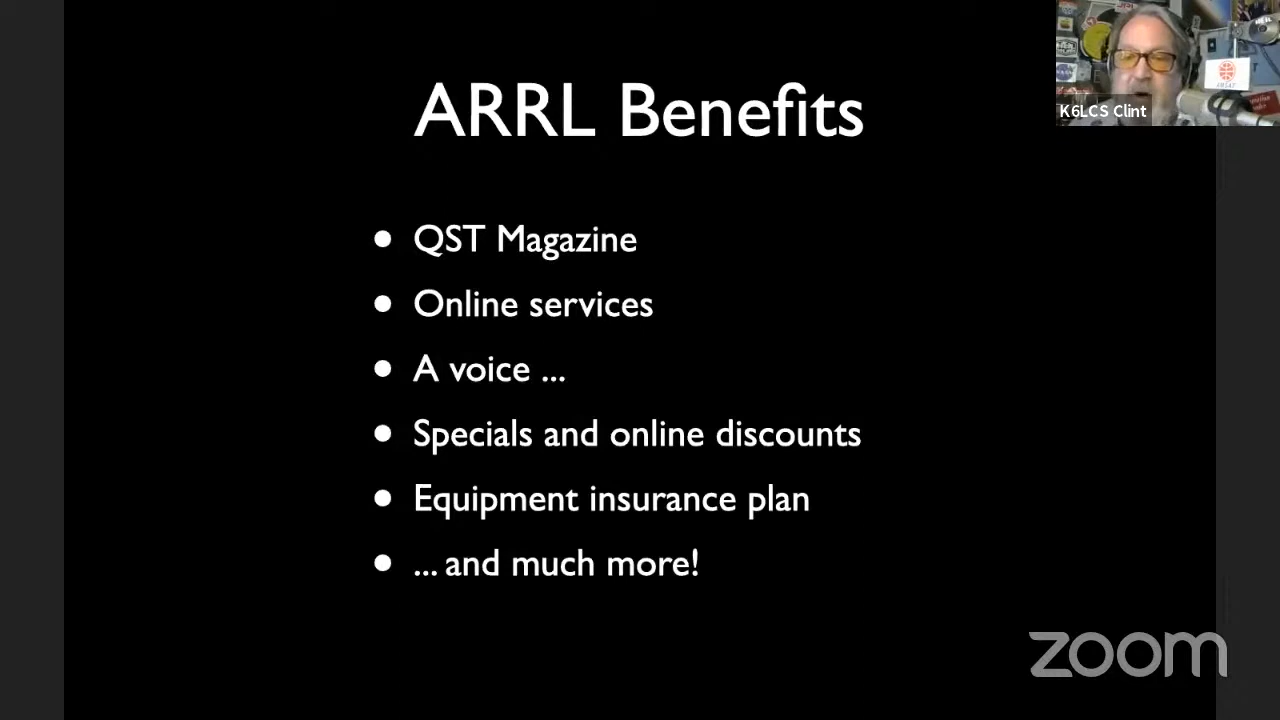 ARRL Benefits
K6LCS Clint
• QST Magazine
• Online services
• A voice ...
• Specials and online discounts
• Equipment insurance plan
• ... and much more!
zoom